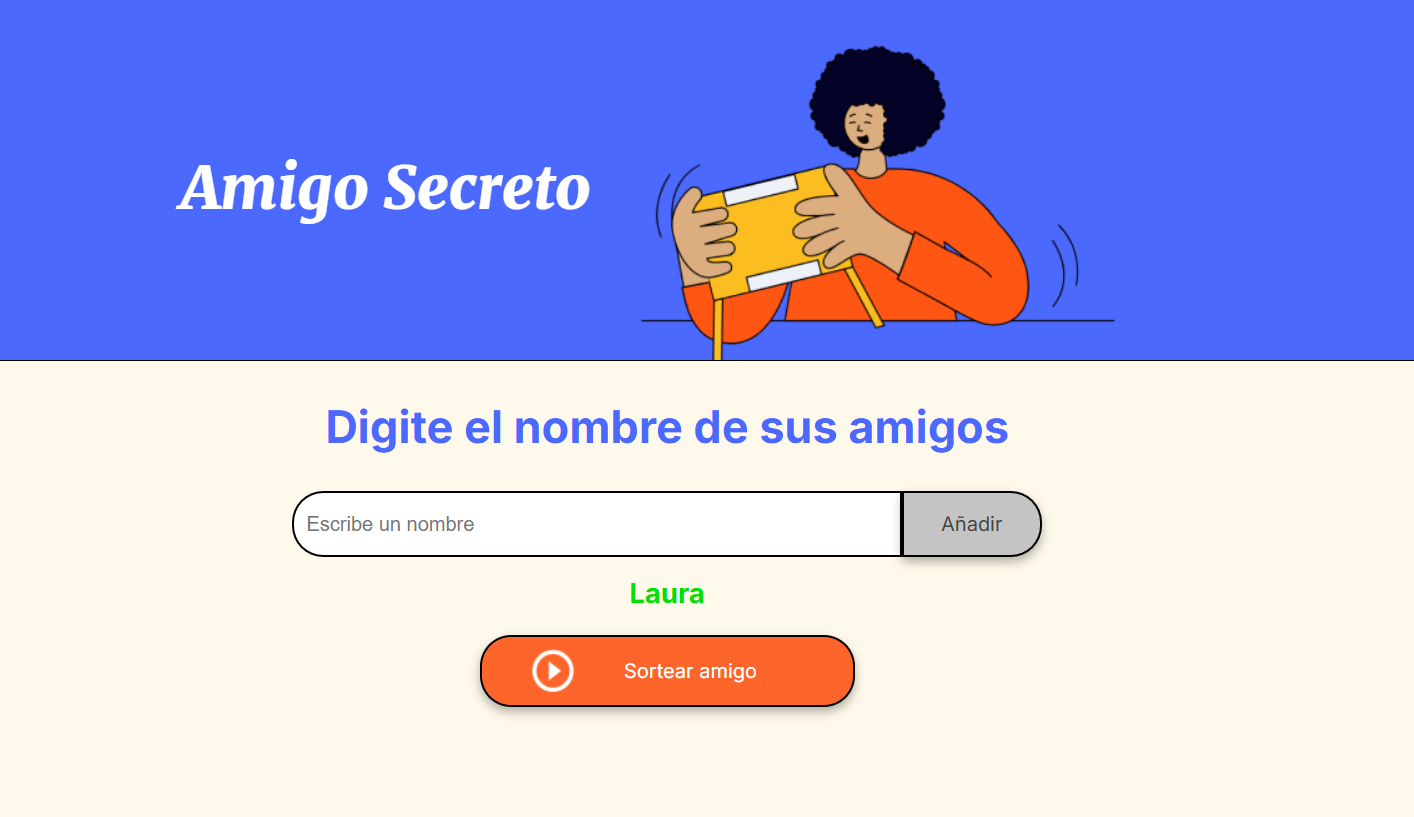 Amigo Secreto
Digite el nombre de sus amigos
Escribe un nombre
Añadir
Laura
Sortear amigo